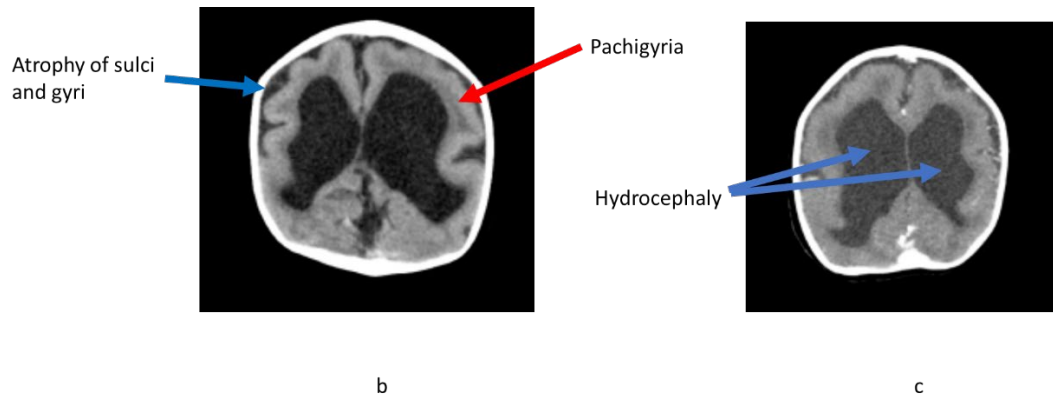 Atrophy of sulci
and gyri
Pachigyria
Hydrocephaly
b
c